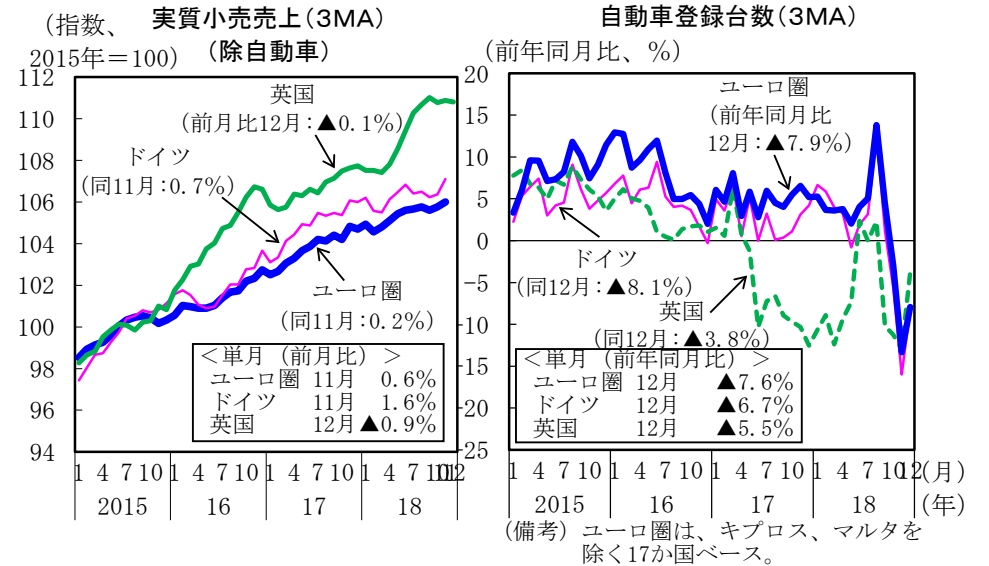 実質小売売上(3MA)
(除自動車)
(指数、
2015年=100)
112
110
108
106
104
102
100
98
96
94
英国
(前月比12月:▲0.1%)
ドイツ
(同11月:0.7%)
ユーロ圏
(同11月:0.2%)
<単月(前月比)>
ユーロ圏 11月 0.6%
ドイツ 11月 1.6%
英国 12月 ▲0.9%
1 4 7 10 1 4 7 10 1 4 7 10 1 4 7 10 11 12
2015 16 17 18
自動車登録台数(3MA)
(前年同月比、%)
20
15
10
5
0
-5
-10
-15
-20
-25
ユーロ圏
(前年同月比
12月:▲7.9%)
ドイツ
(同12月:▲8.1%)
英国
(同12月:▲3.8%)
<単月(前年同月比)>
ユーロ圏 12月 ▲7.6%
ドイツ 12月 ▲6.7%
英国 12月 ▲5.5%
1 4 7 10 1 4 7 10 1 4 7 10 1 4 7 10 12 (月)
2015 16 17 18 (年)
(備考)ユーロ圏は、キプロス、マルタを
除く17か国ベース。